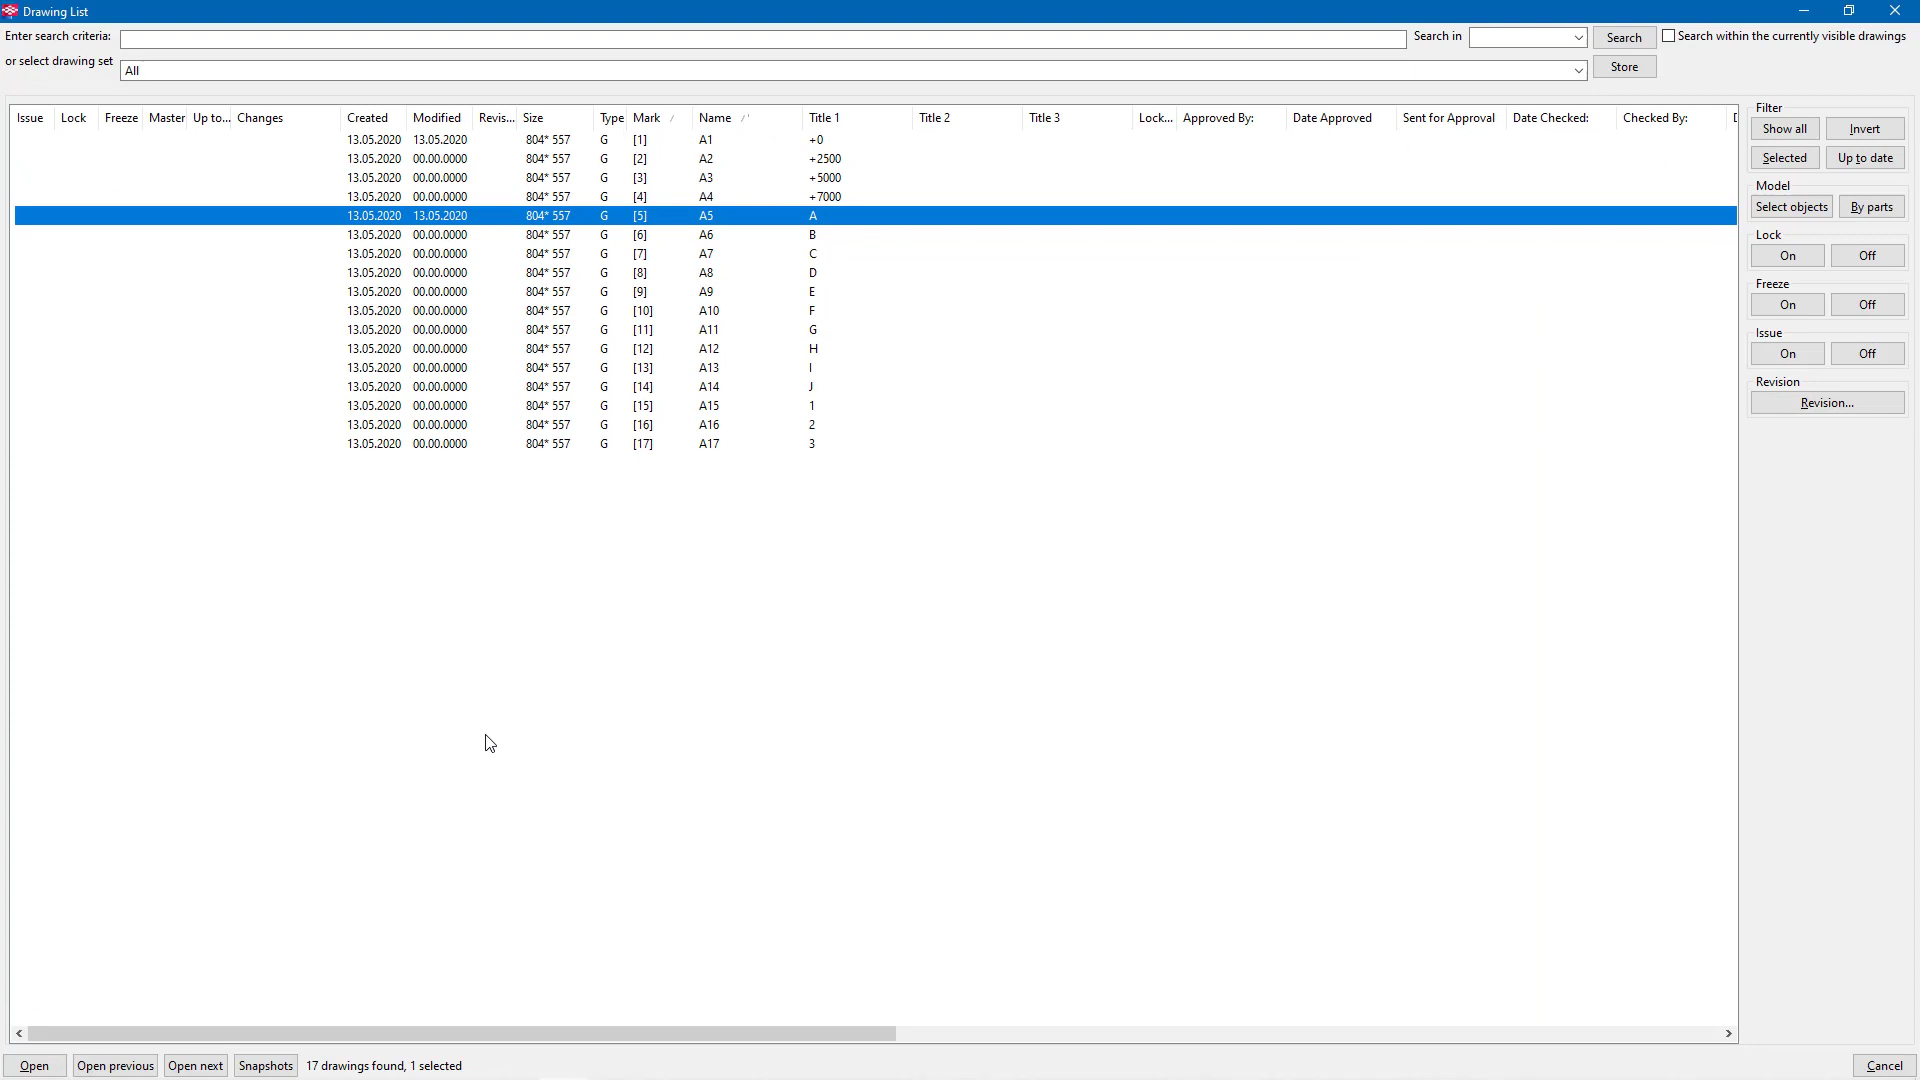 Drawing List
Enter search criteria: Search in Search Search within the currently visible drawings
or select drawing set All Store
Issue Lock Freeze Master Up to... Changes Created Modified Revis... Size Type Mark Name Title 1 Title 2 Title 3 Lock... Approved By: Date Approved Sent for Approval Date Checked: Checked By:
13.05.2020 13.05.2020 804* 557 G [1] A1 +0
13.05.2020 00.00.0000 804* 557 G [2] A2 +2500
13.05.2020 00.00.0000 804* 557 G [3] A3 +5000
13.05.2020 00.00.0000 804* 557 G [4] A4 +7000
13.05.2020 13.05.2020 804* 557 G [5] A5 A
13.05.2020 00.00.0000 804* 557 G [6] A6 B
13.05.2020 00.00.0000 804* 557 G [7] A7 C
13.05.2020 00.00.0000 804* 557 G [8] A8 D
13.05.2020 00.00.0000 804* 557 G [9] A9 E
13.05.2020 00.00.0000 804* 557 G [10] A10 F
13.05.2020 00.00.0000 804* 557 G [11] A11 G
13.05.2020 00.00.0000 804* 557 G [12] A12 H
13.05.2020 00.00.0000 804* 557 G [13] A13 I
13.05.2020 00.00.0000 804* 557 G [14] A14 J
13.05.2020 00.00.0000 804* 557 G [15] A15 1
13.05.2020 00.00.0000 804* 557 G [16] A16 2
13.05.2020 00.00.0000 804* 557 G [17] A17 3
Filter
Show all Invert
Selected Up to date
Model
Select objects By parts
Lock
On Off
Freeze
On Off
Issue
On Off
Revision
Revision...
Open Open previous Open next Snapshots 17 drawings found, 1 selected Cancel